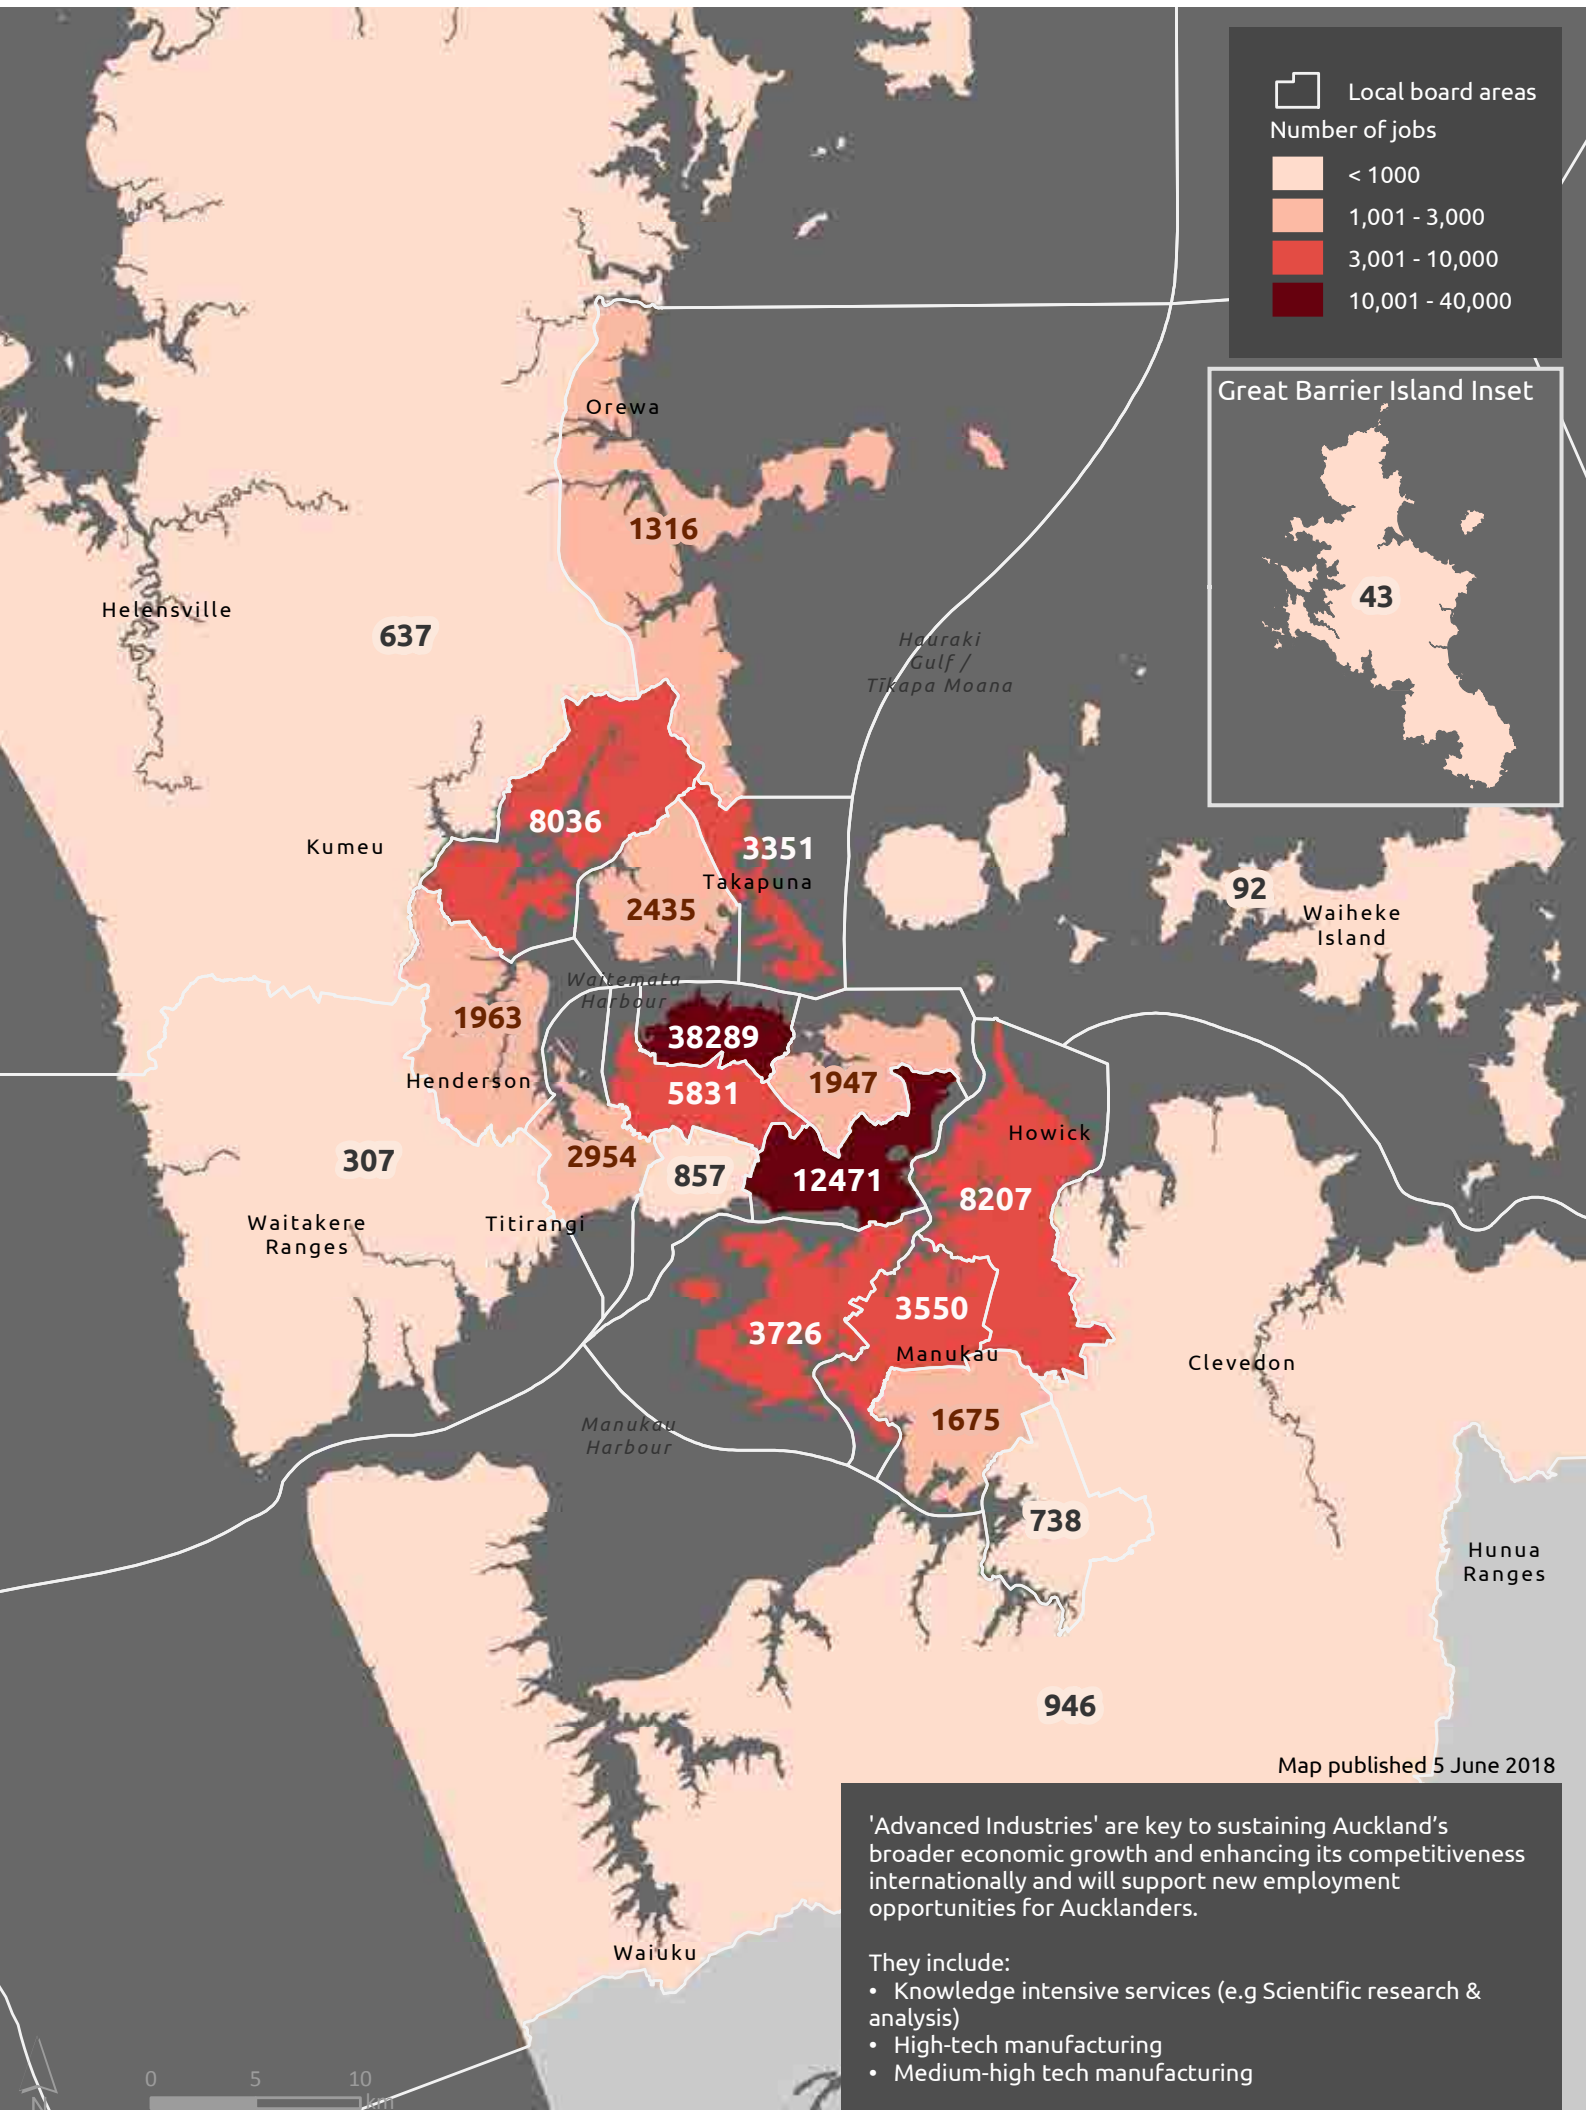 Local board areas
Number of jobs
< 1000
1,001 - 3,000
3,001 - 10,000
10,001 - 40,000
Great Barrier Island Inset
43
Orewa
1316
Helensville
637
Hauraki
Gulf /
Tīkapa Moana
8036
Kumeu
3351
Takapuna
2435
92
Waiheke
Island
Waitemata
Harbour
1963
38289
Henderson
5831
1947
Howick
307
2954
857
12471
8207
Waitakere
Ranges
Titirangi
3550
3726
Manukau
Clevedon
1675
Manukau
Harbour
738
Hunua
Ranges
946
Map published 5 June 2018
'Advanced Industries' are key to sustaining Auckland’s
broader economic growth and enhancing its competitiveness
internationally and will support new employment
opportunities for Aucklanders.
They include:
• Knowledge intensive services (e.g Scientific research &
analysis)
• High-tech manufacturing
• Medium-high tech manufacturing
Waiuku
0 5 10
km
N